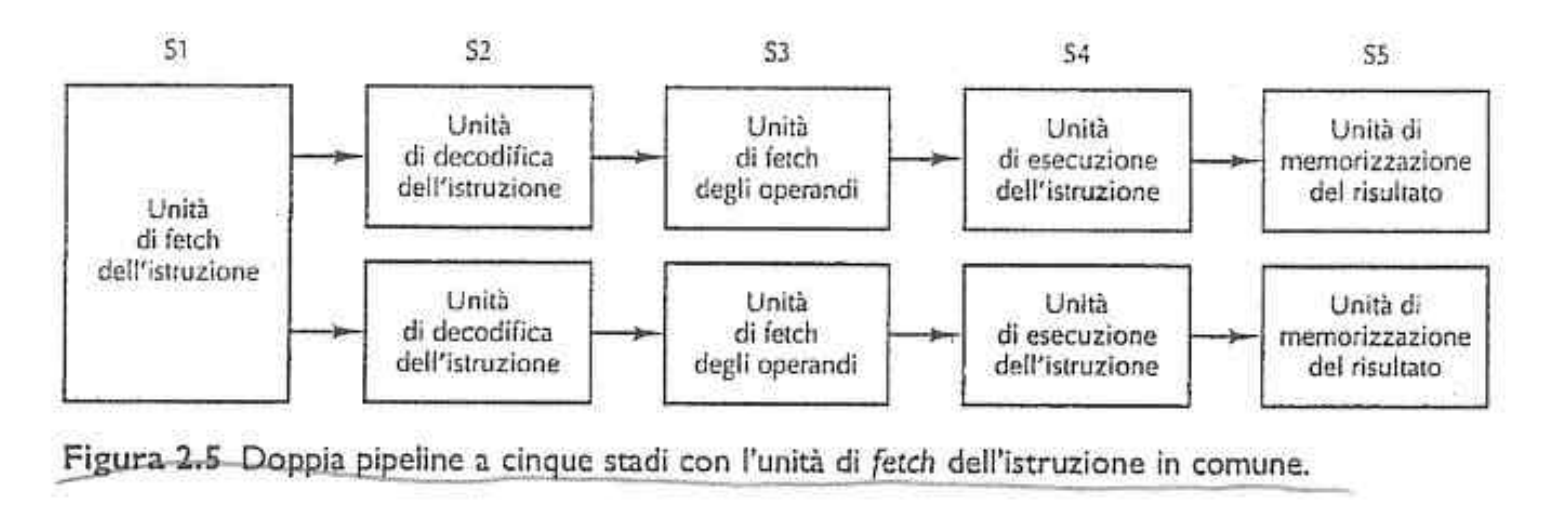 S1 S2 S3 S4 S5
Unità
di fetch
dell'istruzione
Unità
di decodifica
dell'istruzione
Unità
di fetch
degli operandi
Unità
di esecuzione
dell'istruzione
Unità di
memorizzazione
del risultato
Unità
di decodifica
dell'istruzione
Unità
di fetch
degli operandi
Unità
di esecuzione
dell'istruzione
Unità di
memorizzazione
del risultato
Figura 2.5 Doppia pipeline a cinque stadi con l'unità di fetch dell'istruzione in comune.